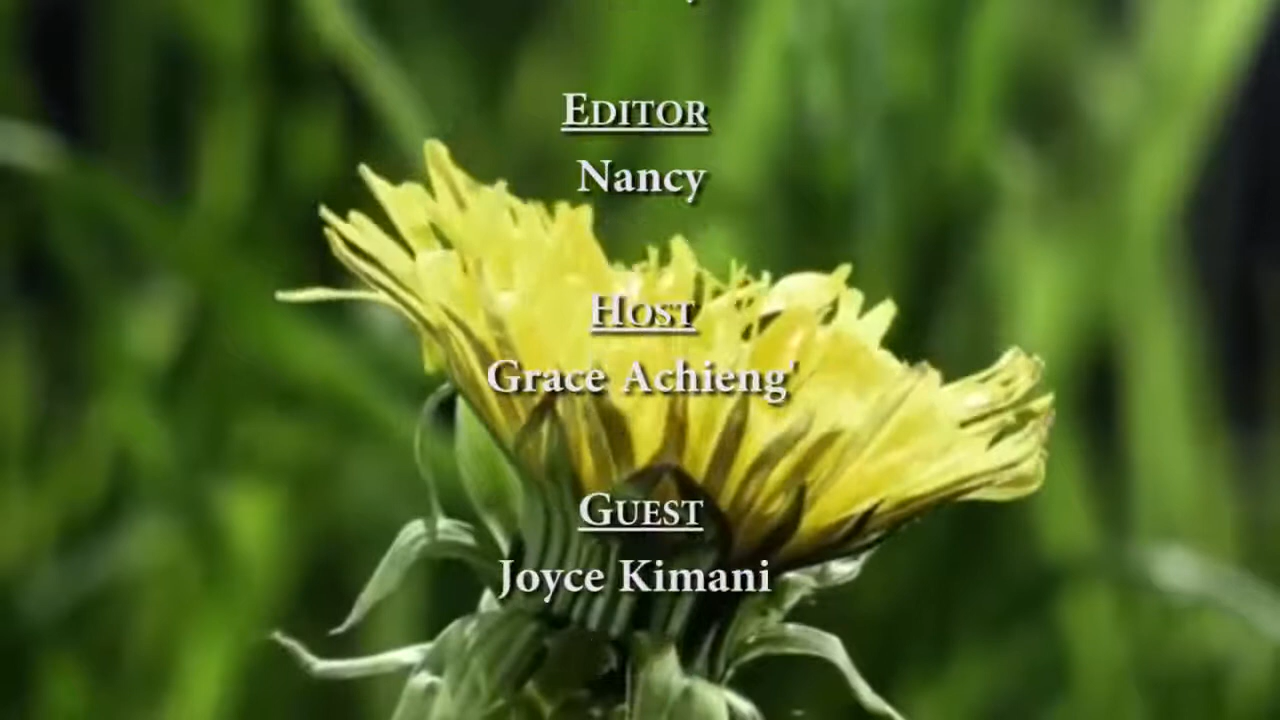 EDITOR
Nancy
HOST
Grace Achieng'
GUEST
Joyce Kimani